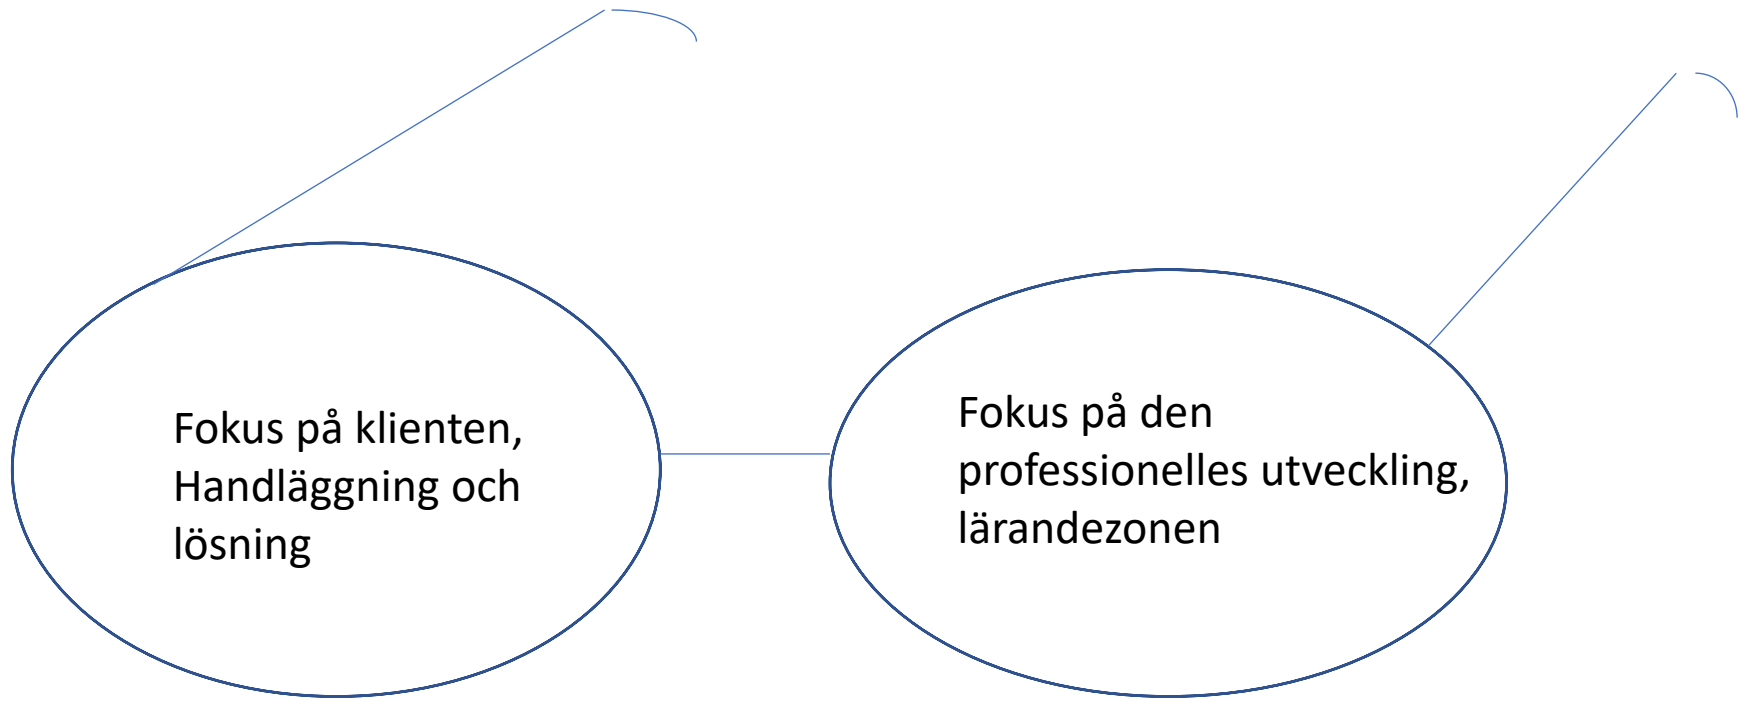 Fokus på klienten,
Handläggning och
lösning
Fokus på den
professionelles utveckling,
lärandezonen